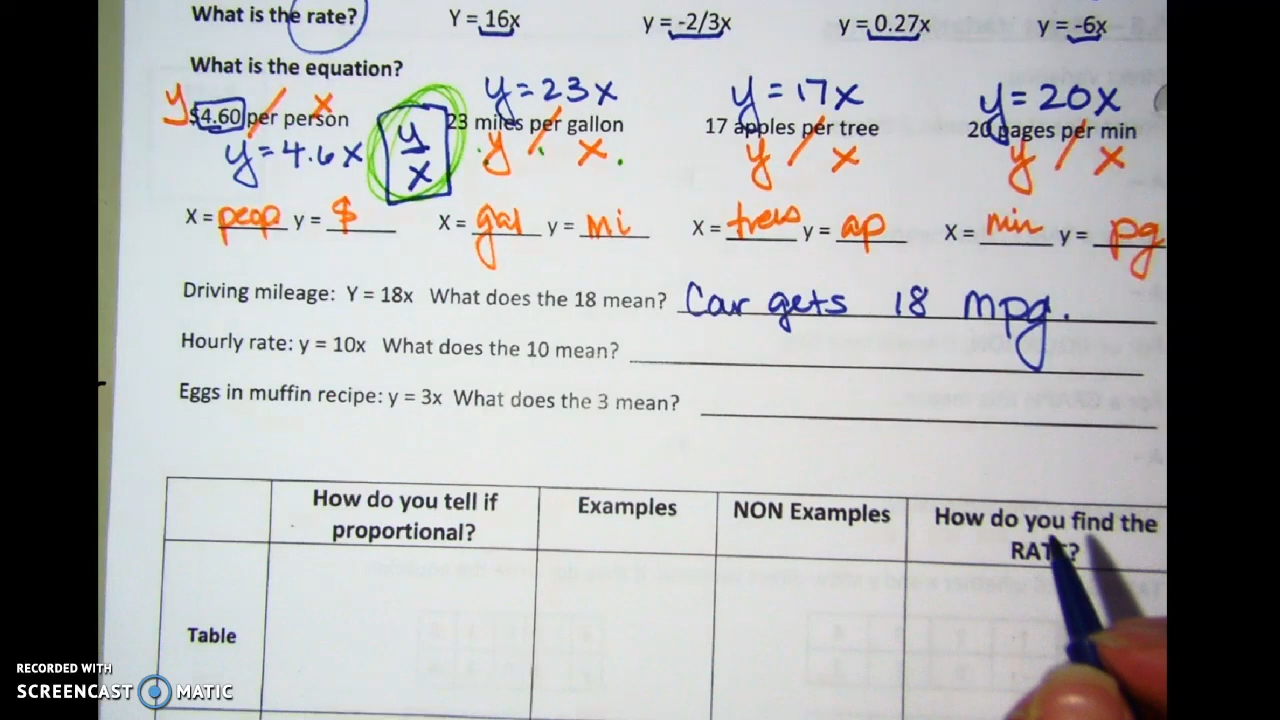 What is the rate? Y = 16x y = -2/3x y = 0.27x y = -6x
What is the equation?
y = 23x y = 17x y = 20x
y / x
$4.60 per person 23 miles per gallon 17 apples per tree 20 pages per min
y = 4.6x y/x y / x y / x y / x
X = peop y = $ X = gal y = mi X = trees y = ap X = min y = pg
Driving mileage: Y = 18x What does the 18 mean? Car gets 18 mpg.
Hourly rate: y = 10x What does the 10 mean?
Eggs in muffin recipe: y = 3x What does the 3 mean?
How do you tell if proportional? Examples NON Examples How do you find the RATE?
Table
RECORDED WITH
SCREENCAST MATIC